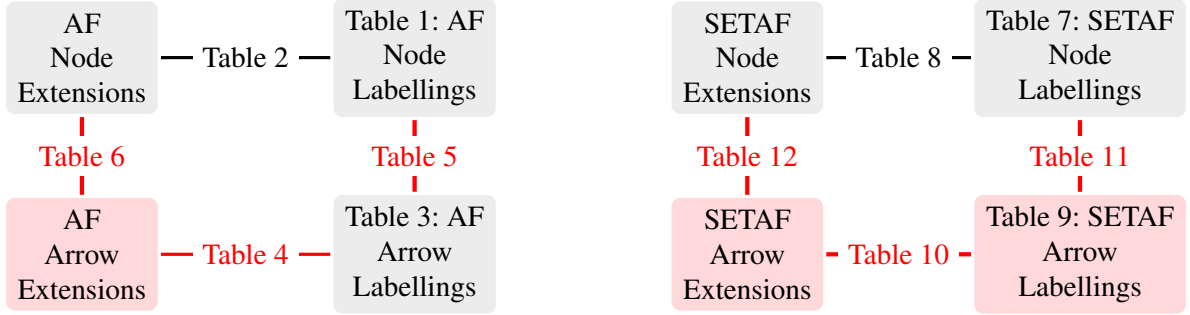 AF
Node
Extensions
Table 2
Table 1: AF
Node
Labellings
Table 6
Table 5
AF
Arrow
Extensions
Table 4
Table 3: AF
Arrow
Labellings
SETAF
Node
Extensions
Table 8
Table 7: SETAF
Node
Labellings
Table 12
Table 11
SETAF
Arrow
Extensions
Table 10
Table 9: SETAF
Arrow
Labellings